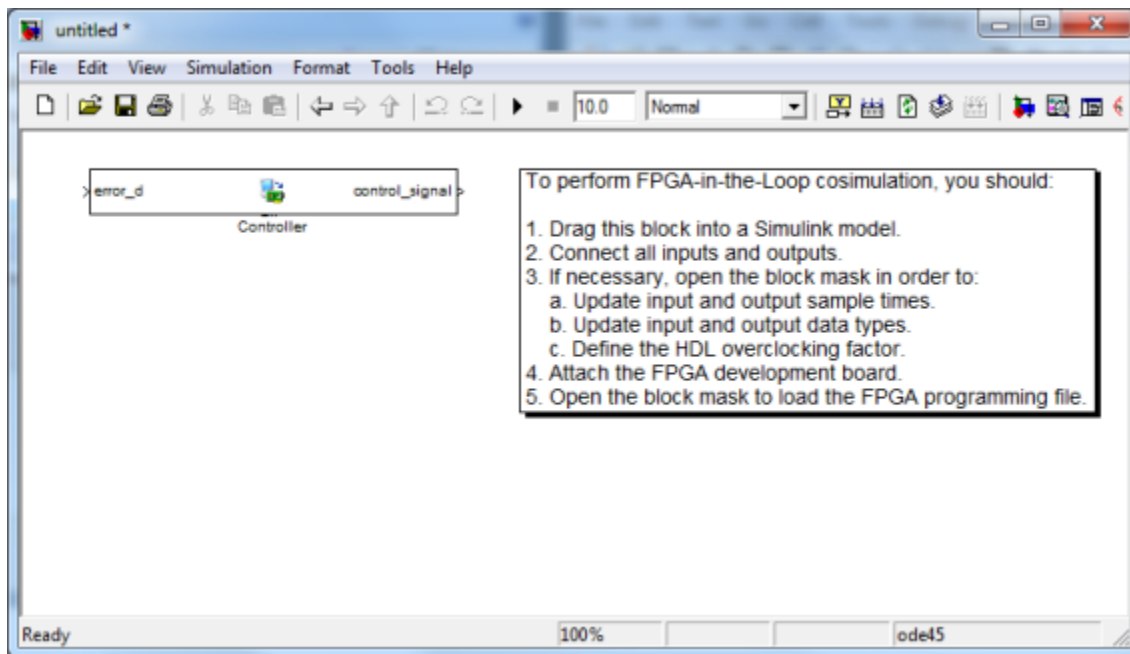 untitled *
File Edit View Simulation Format Tools Help
10.0 Normal
error_d control_signal
Controller
To perform FPGA-in-the-Loop cosimulation, you should:
1. Drag this block into a Simulink model.
2. Connect all inputs and outputs.
3. If necessary, open the block mask in order to:
a. Update input and output sample times.
b. Update input and output data types.
c. Define the HDL overclocking factor.
4. Attach the FPGA development board.
5. Open the block mask to load the FPGA programming file.
Ready 100% ode45